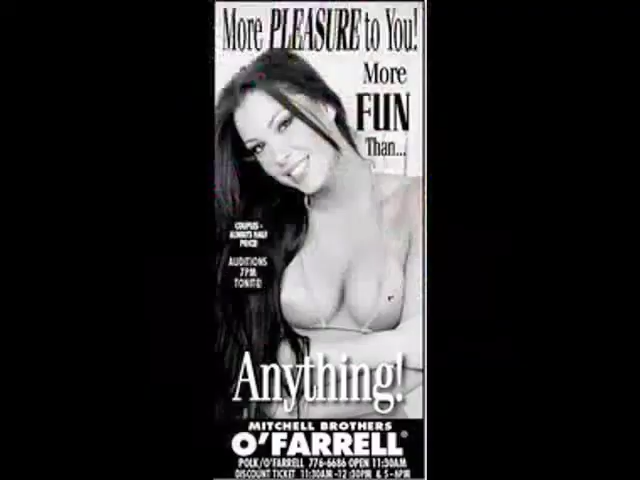 More PLEASURE to You!
More
FUN
Than...
COUPLES -
ALWAYS HALF
PRICE!
AUDITIONS
7PM
TONITE!
Anything!
MITCHELL BROTHERS
O'FARRELL®
POLK/O'FARRELL 776-6686 OPEN 11:30AM
DISCOUNT TICKET 11:30AM-12:30PM & 5-6PM